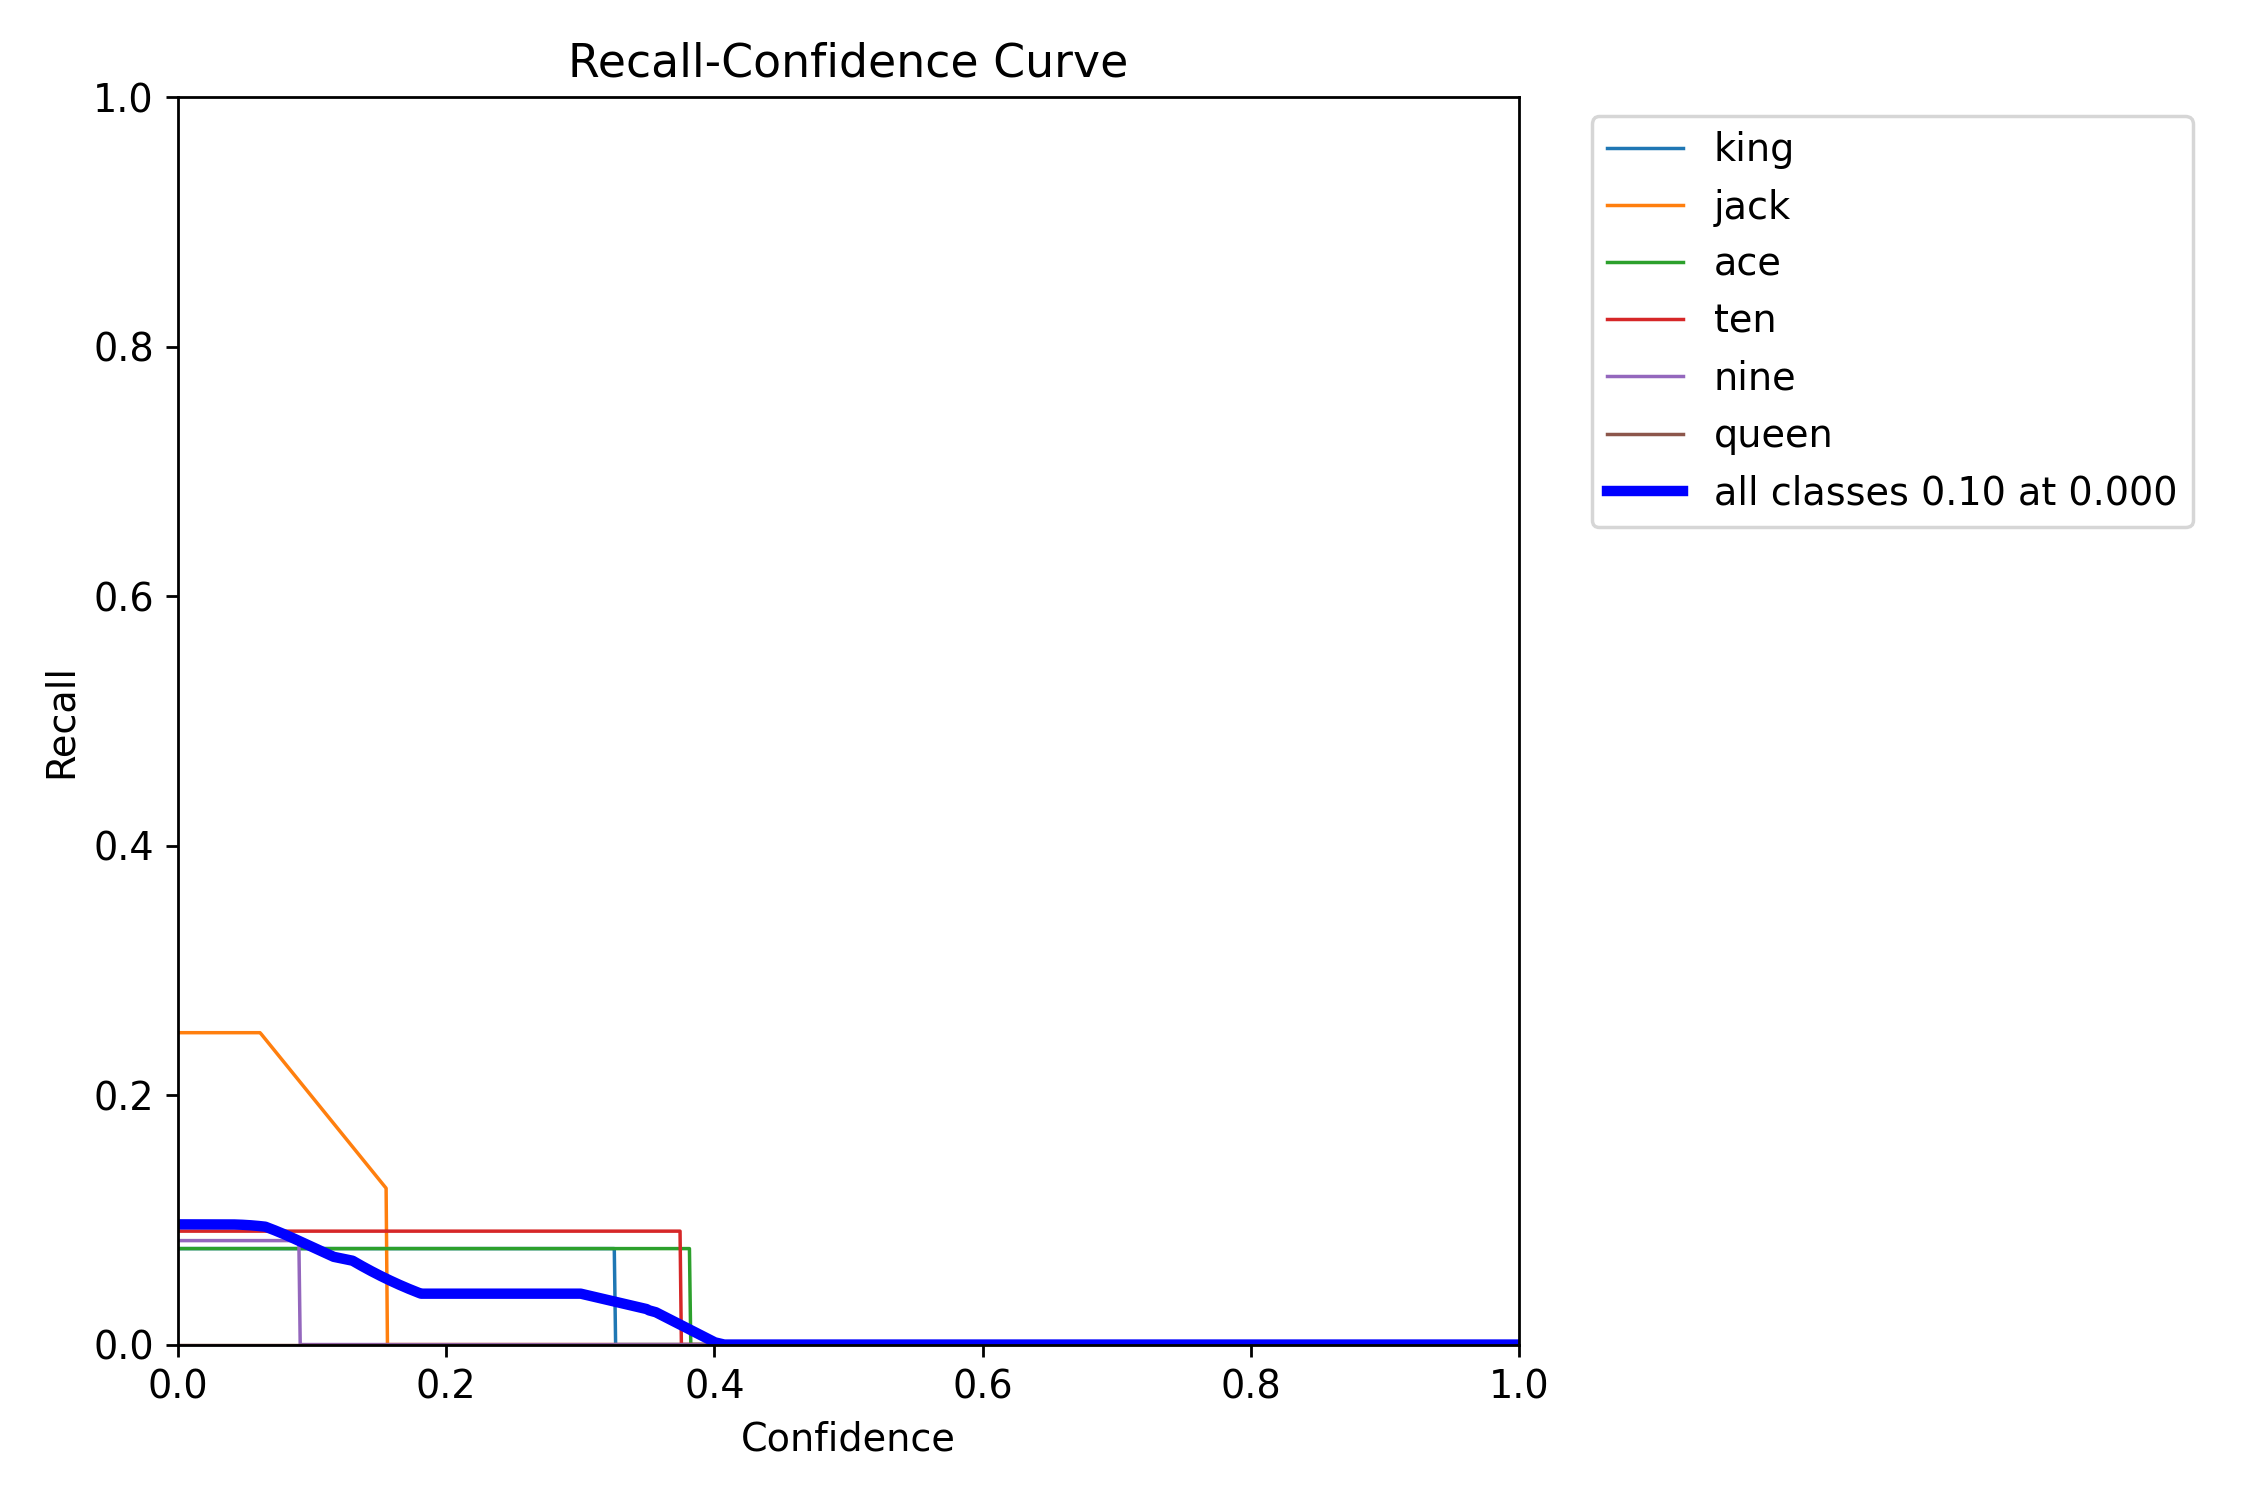 Recall-Confidence Curve
1.0
0.8
0.6
0.4
0.2
0.0
Recall
0.0 0.2 0.4 0.6 0.8 1.0
Confidence
king
jack
ace
ten
nine
queen
all classes 0.10 at 0.000